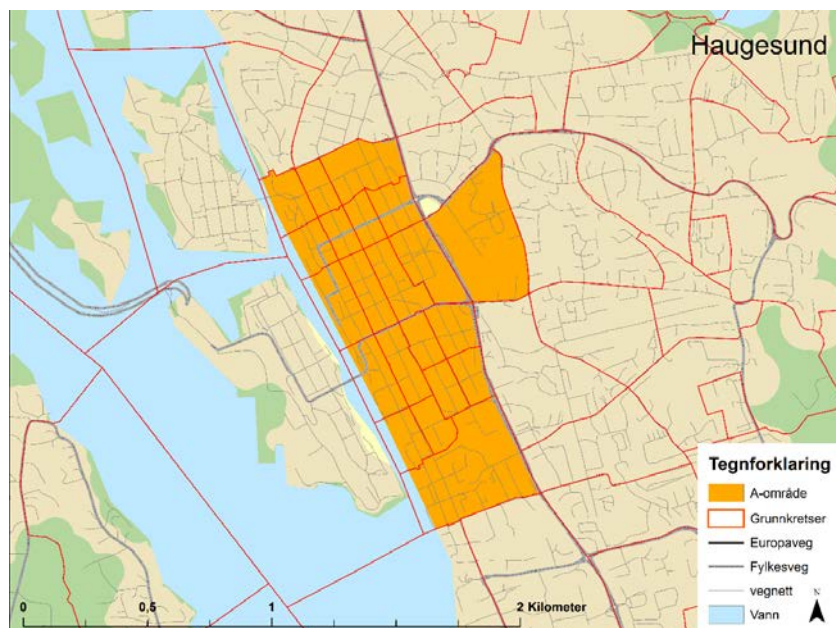 Haugesund
Tegnforklaring
A-område
Grunnkretser
Europaveg
Fylkesveg
vegnett
Vann
N
0 0,5 1 2 Kilometer